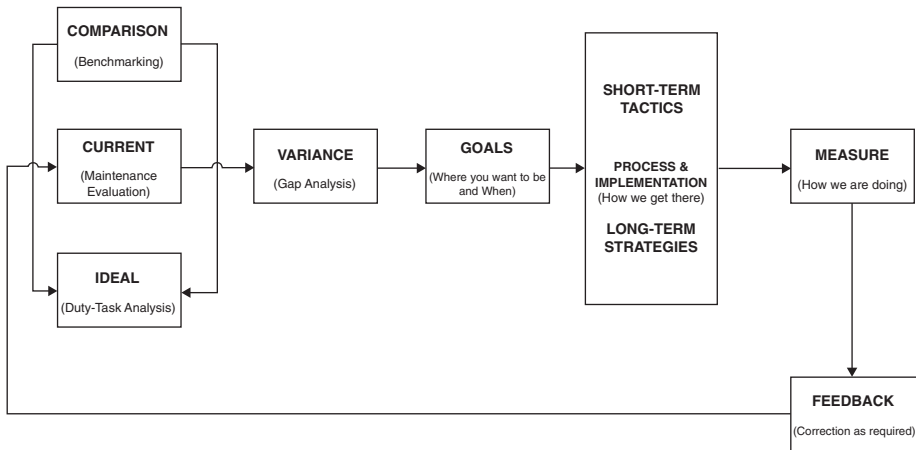 COMPARISON
(Benchmarking)
CURRENT
(Maintenance
Evaluation)
IDEAL
(Duty-Task Analysis)
VARIANCE
(Gap Analysis)
GOALS
(Where you want to be
and When)
SHORT-TERM
TACTICS
PROCESS &
IMPLEMENTATION
(How we get there)
LONG-TERM
STRATEGIES
MEASURE
(How we are doing)
FEEDBACK
(Correction as required)